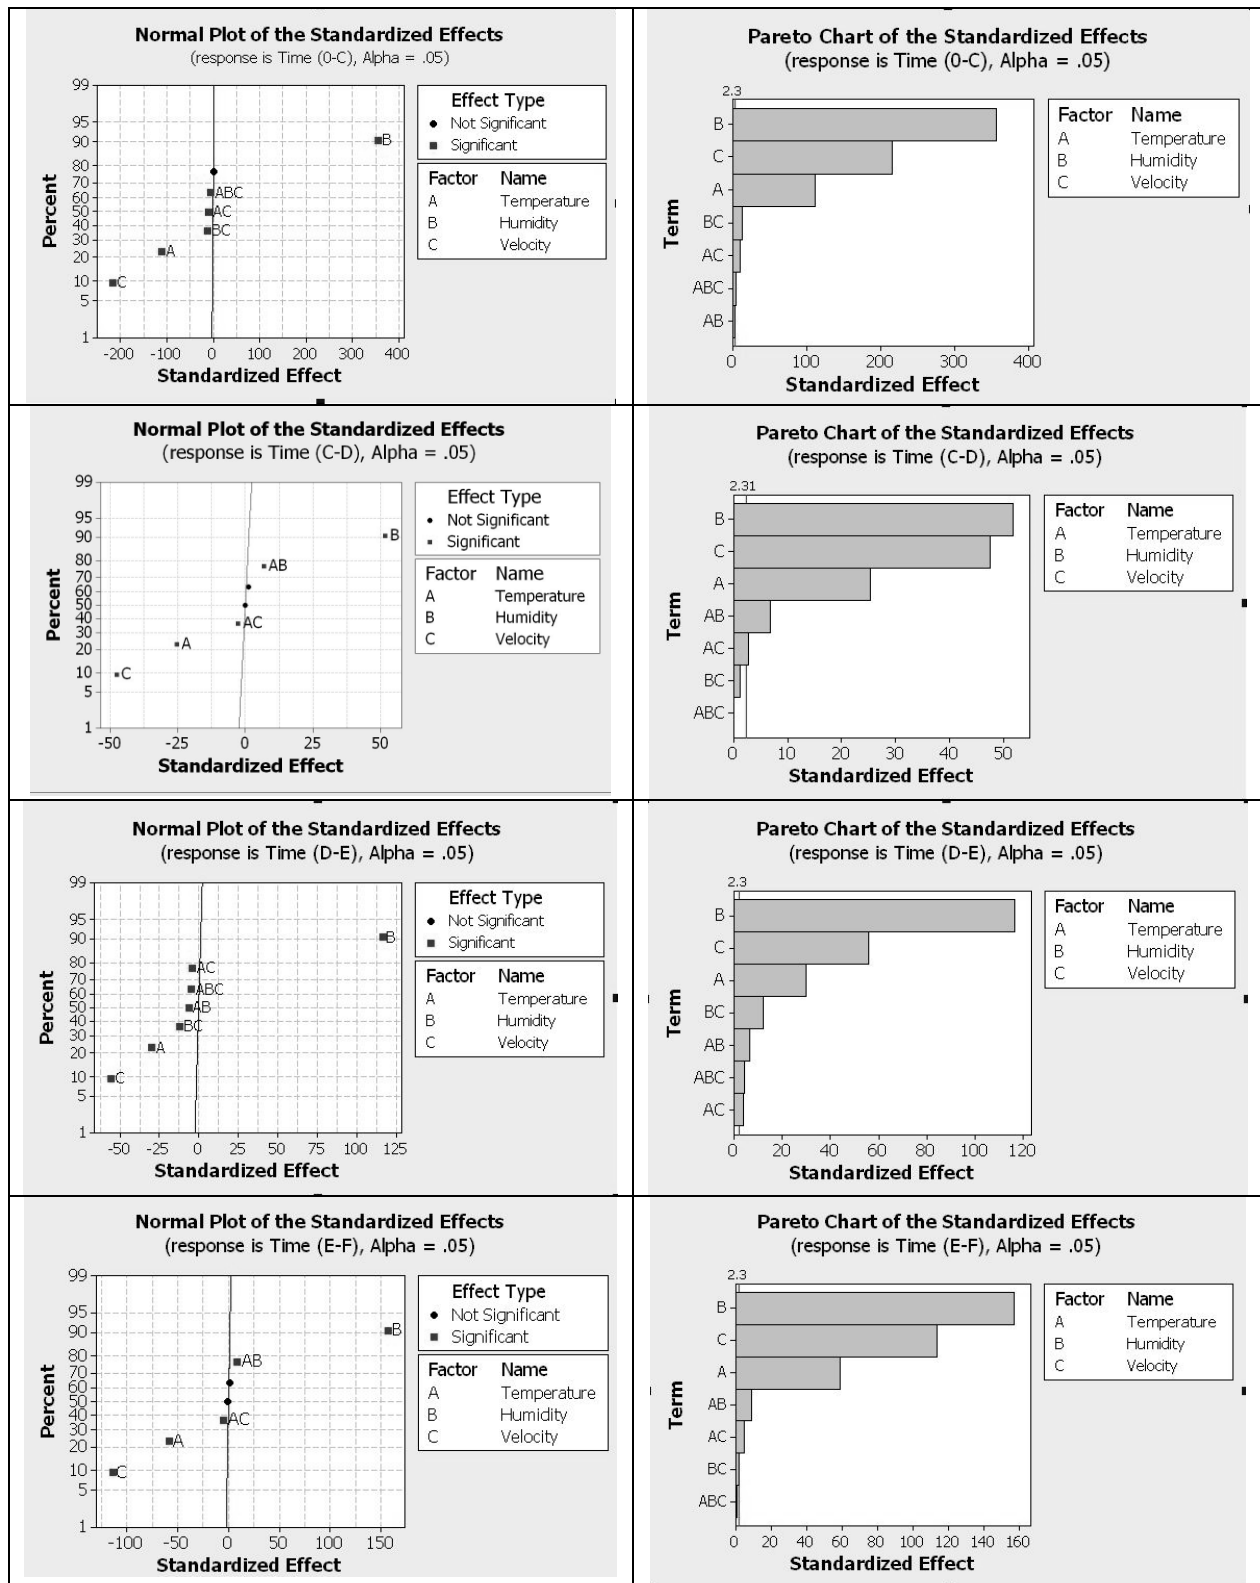 Normal Plot of the Standardized Effects
(response is Time (0-C), Alpha = .05)
99
95
90
80
70
60
50
40
30
20
10
5
1
Percent
B
ABC
AC
BC
A
C
-200 -100 0 100 200 300 400
Standardized Effect
Effect Type
Not Significant
Significant
Factor Name
A Temperature
B Humidity
C Velocity
Pareto Chart of the Standardized Effects
(response is Time (0-C), Alpha = .05)
2.3
Term
B
C
A
BC
AC
ABC
AB
0 100 200 300 400
Standardized Effect
Factor Name
A Temperature
B Humidity
C Velocity
Normal Plot of the Standardized Effects
(response is Time (C-D), Alpha = .05)
99
95
90
80
70
60
50
40
30
20
10
5
1
Percent
B
AB
AC
A
C
-50 -25 0 25 50
Standardized Effect
Effect Type
Not Significant
Significant
Factor Name
A Temperature
B Humidity
C Velocity
Pareto Chart of the Standardized Effects
(response is Time (C-D), Alpha = .05)
2.31
Term
B
C
A
AB
AC
BC
ABC
0 10 20 30 40 50
Standardized Effect
Factor Name
A Temperature
B Humidity
C Velocity
Normal Plot of the Standardized Effects
(response is Time (D-E), Alpha = .05)
99
95
90
80
70
60
50
40
30
20
10
5
1
Percent
B
AC
ABC
AB
BC
A
C
-50 -25 0 25 50 75 100 125
Standardized Effect
Effect Type
Not Significant
Significant
Factor Name
A Temperature
B Humidity
C Velocity
Pareto Chart of the Standardized Effects
(response is Time (D-E), Alpha = .05)
2.3
Term
B
C
A
BC
AB
ABC
AC
0 20 40 60 80 100 120
Standardized Effect
Factor Name
A Temperature
B Humidity
C Velocity
Normal Plot of the Standardized Effects
(response is Time (E-F), Alpha = .05)
99
95
90
80
70
60
50
40
30
20
10
5
1
Percent
B
AB
AC
A
C
-100 -50 0 50 100 150
Standardized Effect
Effect Type
Not Significant
Significant
Factor Name
A Temperature
B Humidity
C Velocity
Pareto Chart of the Standardized Effects
(response is Time (E-F), Alpha = .05)
2.3
Term
B
C
A
AB
AC
BC
ABC
0 20 40 60 80 100 120 140 160
Standardized Effect
Factor Name
A Temperature
B Humidity
C Velocity